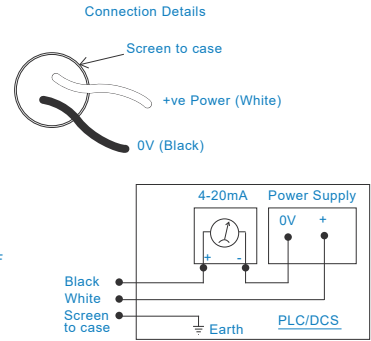 Connection Details
Screen to case
+ve Power (White)
0V (Black)
4-20mA
Power Supply
0V
+
+
-
Black
White
Screen
to case
Earth
PLC/DCS